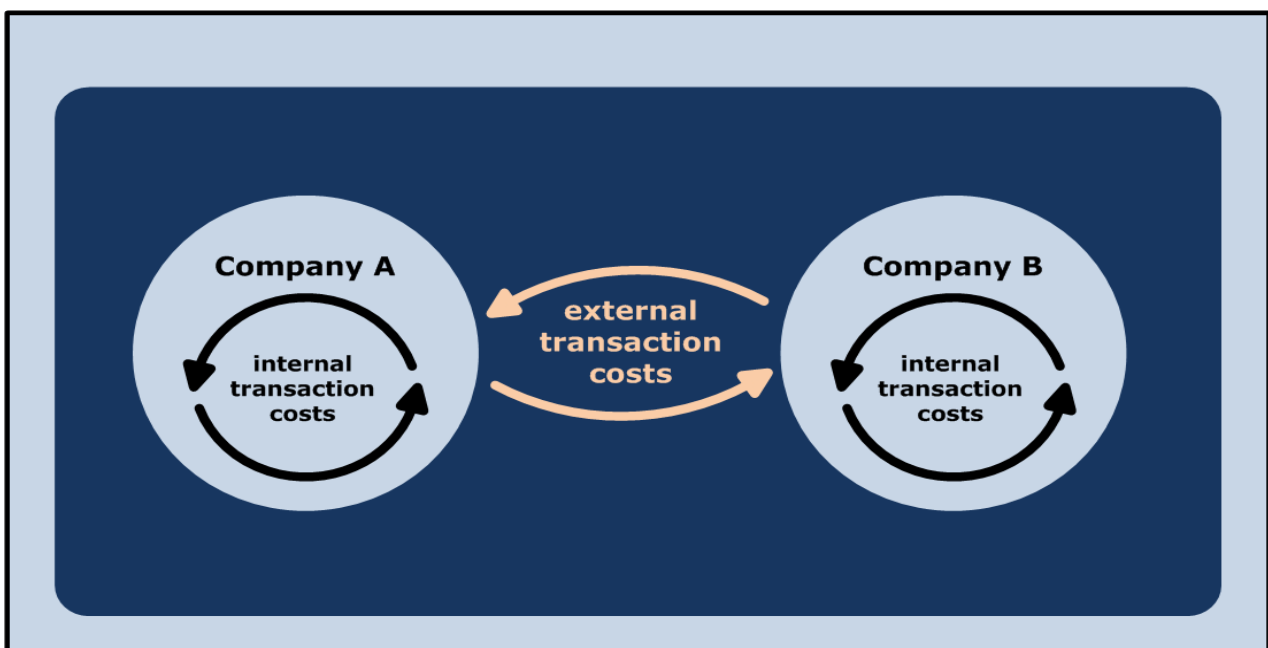 Company A
internal
transaction
costs
external
transaction
costs
Company B
internal
transaction
costs